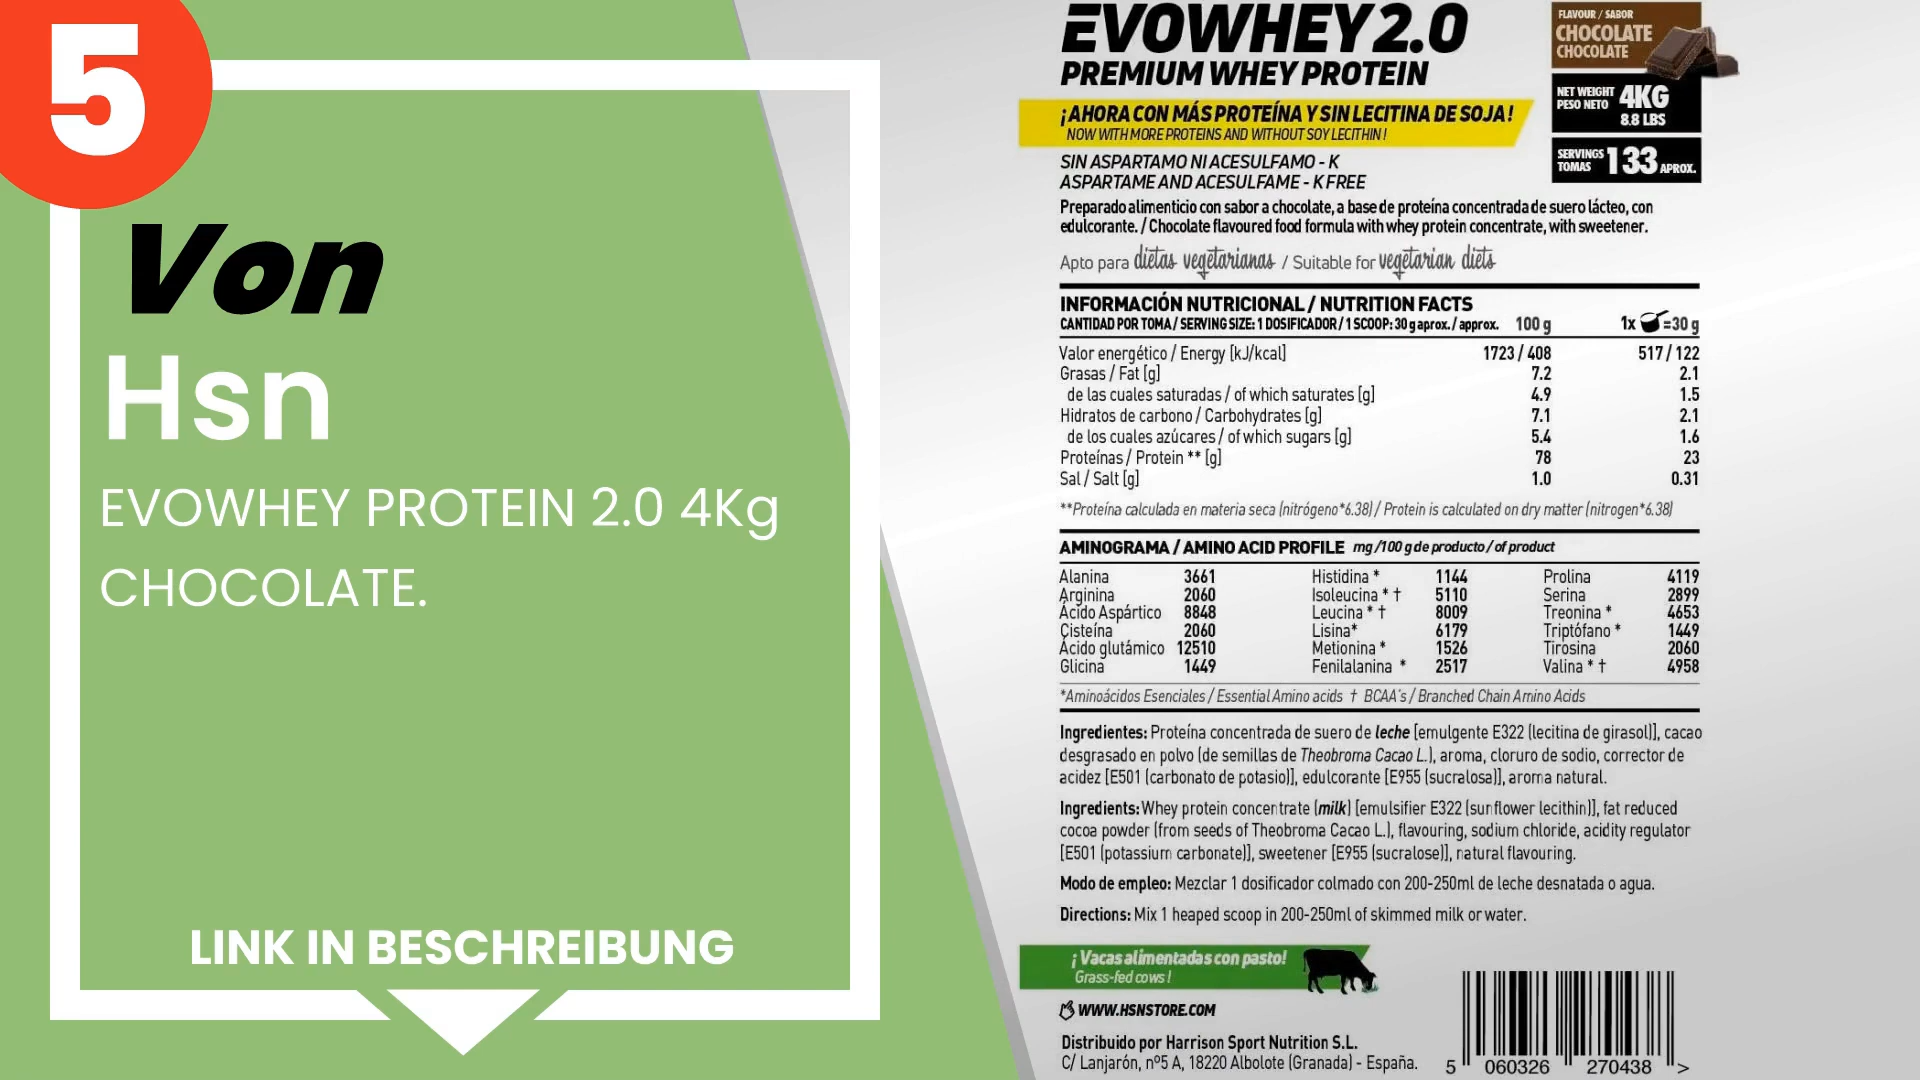 5
Von
Hsn
EVOWHEY PROTEIN 2.0 4Kg
CHOCOLATE.
LINK IN BESCHREIBUNG
EVOWHEY 2.0
PREMIUM WHEY PROTEIN
¡AHORA CON MÁS PROTEÍNA Y SIN LECITINA DE SOJA!
NOW WITH MORE PROTEINS AND WITHOUT SOY LECITHIN!
SIN ASPARTAMO NI ACESULFAMO - K
ASPARTAME AND ACESULFAME - K FREE
FLAVOUR / SABOR
CHOCOLATE
CHOCOLATE
NET WEIGHT PESO NETO 4KG
8.8 LBS
SERVINGS TOMAS 133 APROX.
Preparado alimenticio con sabor a chocolate, a base de proteína concentrada de suero lácteo, con
edulcorante. / Chocolate flavoured food formula with whey protein concentrate, with sweetener.
Apto para dietas vegetarianas / Suitable for vegetarian diets
INFORMACIÓN NUTRICIONAL / NUTRITION FACTS
CANTIDAD POR TOMA / SERVING SIZE: 1 DOSIFICADOR / 1 SCOOP: 30 g aprox. / approx. 100 g 1x =30 g
Valor energético / Energy [kJ/kcal] 1723 / 408 517 / 122
Grasas / Fat [g] 7.2 2.1
de las cuales saturadas / of which saturates [g] 4.9 1.5
Hidratos de carbono / Carbohydrates [g] 7.1 2.1
de los cuales azúcares / of which sugars [g] 5.4 1.6
Proteínas / Protein ** [g] 78 23
Sal / Salt [g] 1.0 0.31
**Proteína calculada en materia seca (nitrógeno*6.38) / Protein is calculated on dry matter (nitrogen*6.38)
AMINOGRAMA / AMINO ACID PROFILE mg /100 g de producto / of product
Alanina 3661 Histidina * 1144 Prolina 4119
Arginina 2060 Isoleucina * † 5110 Serina 2899
Ácido Aspártico 8848 Leucina * † 8009 Treonina * 4653
Cisteína 2060 Lisina* 6179 Triptófano * 1449
Ácido glutámico 12510 Metionina * 1526 Tirosina 2060
Glicina 1449 Fenilalanina * 2517 Valina * † 4958
*Aminoácidos Esenciales / Essential Amino acids † BCAA's / Branched Chain Amino Acids
Ingredientes: Proteína concentrada de suero de leche [emulgente E322 (lecitina de girasol)], cacao
desgrasado en polvo (de semillas de Theobroma Cacao L.), aroma, cloruro de sodio, corrector de
acidez [E501 (carbonato de potasio)], edulcorante [E955 (sucralosa)], aroma natural.
Ingredients: Whey protein concentrate (milk) [emulsifier E322 (sunflower lecithin)], fat reduced
cocoa powder (from seeds of Theobroma Cacao L.), flavouring, sodium chloride, acidity regulator
[E501 (potassium carbonate)], sweetener [E955 (sucralose)], natural flavouring.
Modo de empleo: Mezclar 1 dosificador colmado con 200-250ml de leche desnatada o agua.
Directions: Mix 1 heaped scoop in 200-250ml of skimmed milk or water.
¡Vacas alimentadas con pasto!
Grass-fed cows!
WWW.HSNSTORE.COM
Distribuido por Harrison Sport Nutrition S.L.
C/ Lanjarón, nº5 A, 18220 Albolote (Granada) - España.
5 060326 270438 >